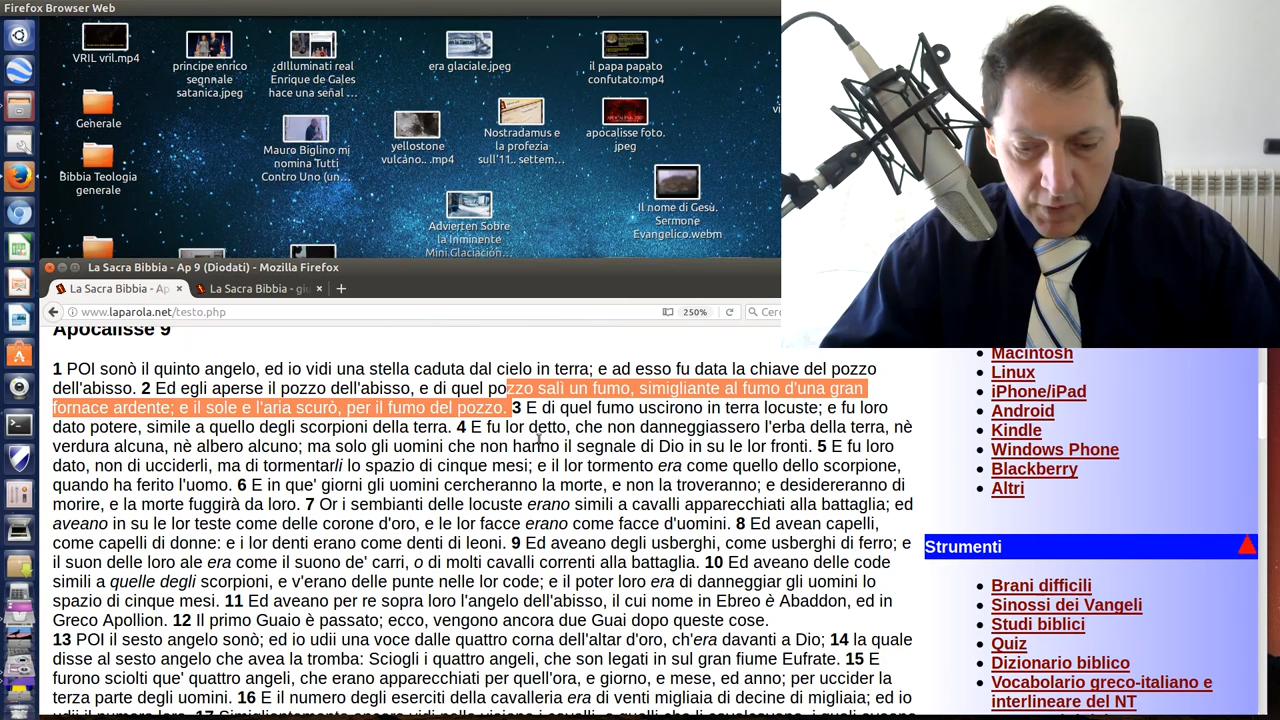 Firefox Browser Web
VRIL vril.mp4
principe enrico
segnnale
satanica.jpeg
¿dIlluminati real
Enrique de Gales
hace una señal ...
era glaciale.jpeg
il papa papato
confutato:mp4
Generale
Mauro Biglino mi
nomina Tutti
Contro Uno (un...
yellostone
vulcáno.. ..mp4
Nostradamus e
la profezia
sull'11.. settem...
apocalisse foto.
jpeg
Bibbia Teologia
generale
Il nome di Gesù.
Sermone
Evangelico.webm
Advierten Sobre
la Inminente
Mini Glaciación...
La Sacra Bibbia - Ap 9 (Diodati) - Mozilla Firefox
La Sacra Bibbia - Ap
La Sacra Bibbia - giu
www.laparola.net/testo.php
250%
Apocalisse 9
1 POI sonò il quinto angelo, ed io vidi una stella caduta dal cielo in terra; e ad esso fu data la chiave del pozzo
dell'abisso. 2 Ed egli aperse il pozzo dell'abisso, e di quel pozzo salì un fumo, simigliante al fumo d'una gran
fornace ardente; e il sole e l'aria scurò, per il fumo del pozzo. 3 E di quel fumo uscirono in terra locuste; e fu loro
dato potere, simile a quello degli scorpioni della terra. 4 E fu lor detto, che non danneggiassero l'erba della terra, nè
verdura alcuna, nè albero alcuno; ma solo gli uomini che non hanno il segnale di Dio in su le lor fronti. 5 E fu loro
dato, non di ucciderli, ma di tormentarli lo spazio di cinque mesi; e il lor tormento era come quello dello scorpione,
quando ha ferito l'uomo. 6 E in que' giorni gli uomini cercheranno la morte, e non la troveranno; e desidereranno di
morire, e la morte fuggirà da loro. 7 Or i sembianti delle locuste erano simili a cavalli apparecchiati alla battaglia; ed
aveano in su le lor teste come delle corone d'oro, e le lor facce erano come facce d'uomini. 8 Ed avean capelli,
come capelli di donne: e i lor denti erano come denti di leoni. 9 Ed aveano degli usberghi, come usberghi di ferro; e
il suon delle loro ale era come il suono de' carri, o di molti cavalli correnti alla battaglia. 10 Ed aveano delle code
simili a quelle degli scorpioni, e v'erano delle punte nelle lor code; e il poter loro era di danneggiar gli uomini lo
spazio di cinque mesi. 11 Ed aveano per re sopra loro l'angelo dell'abisso, il cui nome in Ebreo è Abaddon, ed in
Greco Apollion. 12 Il primo Guaio è passato; ecco, vengono ancora due Guai dopo queste cose.
13 POI il sesto angelo sonò; ed io udii una voce dalle quattro corna dell'altar d'oro, ch'era davanti a Dio; 14 la quale
disse al sesto angelo che avea la tromba: Sciogli i quattro angeli, che son legati in sul gran fiume Eufrate. 15 E
furono sciolti que' quattro angeli, che erano apparecchiati per quell'ora, e giorno, e mese, ed anno; per uccider la
terza parte degli uomini. 16 E il numero degli eserciti della cavalleria era di venti migliaia di decine di migliaia; ed io
Macintosh
Linux
iPhone/iPad
Android
Kindle
Windows Phone
Blackberry
Altri
Strumenti
Brani difficili
Sinossi dei Vangeli
Studi biblici
Quiz
Dizionario biblico
Vocabolario greco-italiano e
interlineare del NT